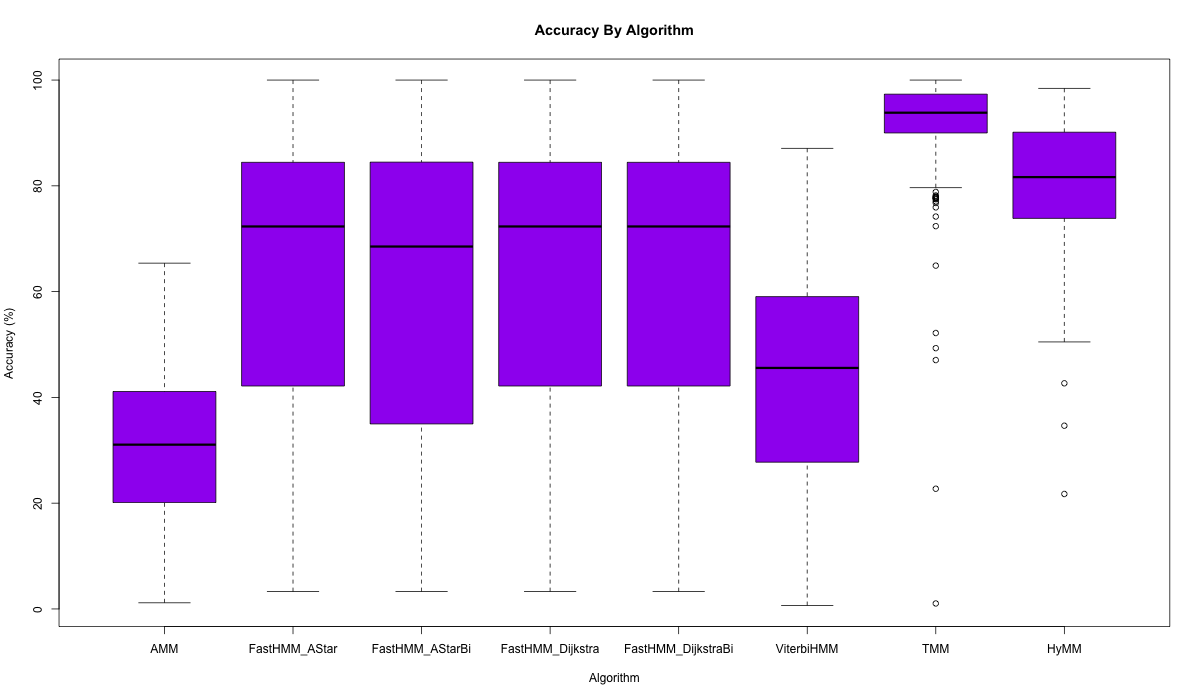 Accuracy By Algorithm
Accuracy (%)
100
80
60
40
20
0
AMM FastHMM_AStar FastHMM_AStarBi FastHMM_Dijkstra FastHMM_DijkstraBi ViterbiHMM TMM HyMM
Algorithm